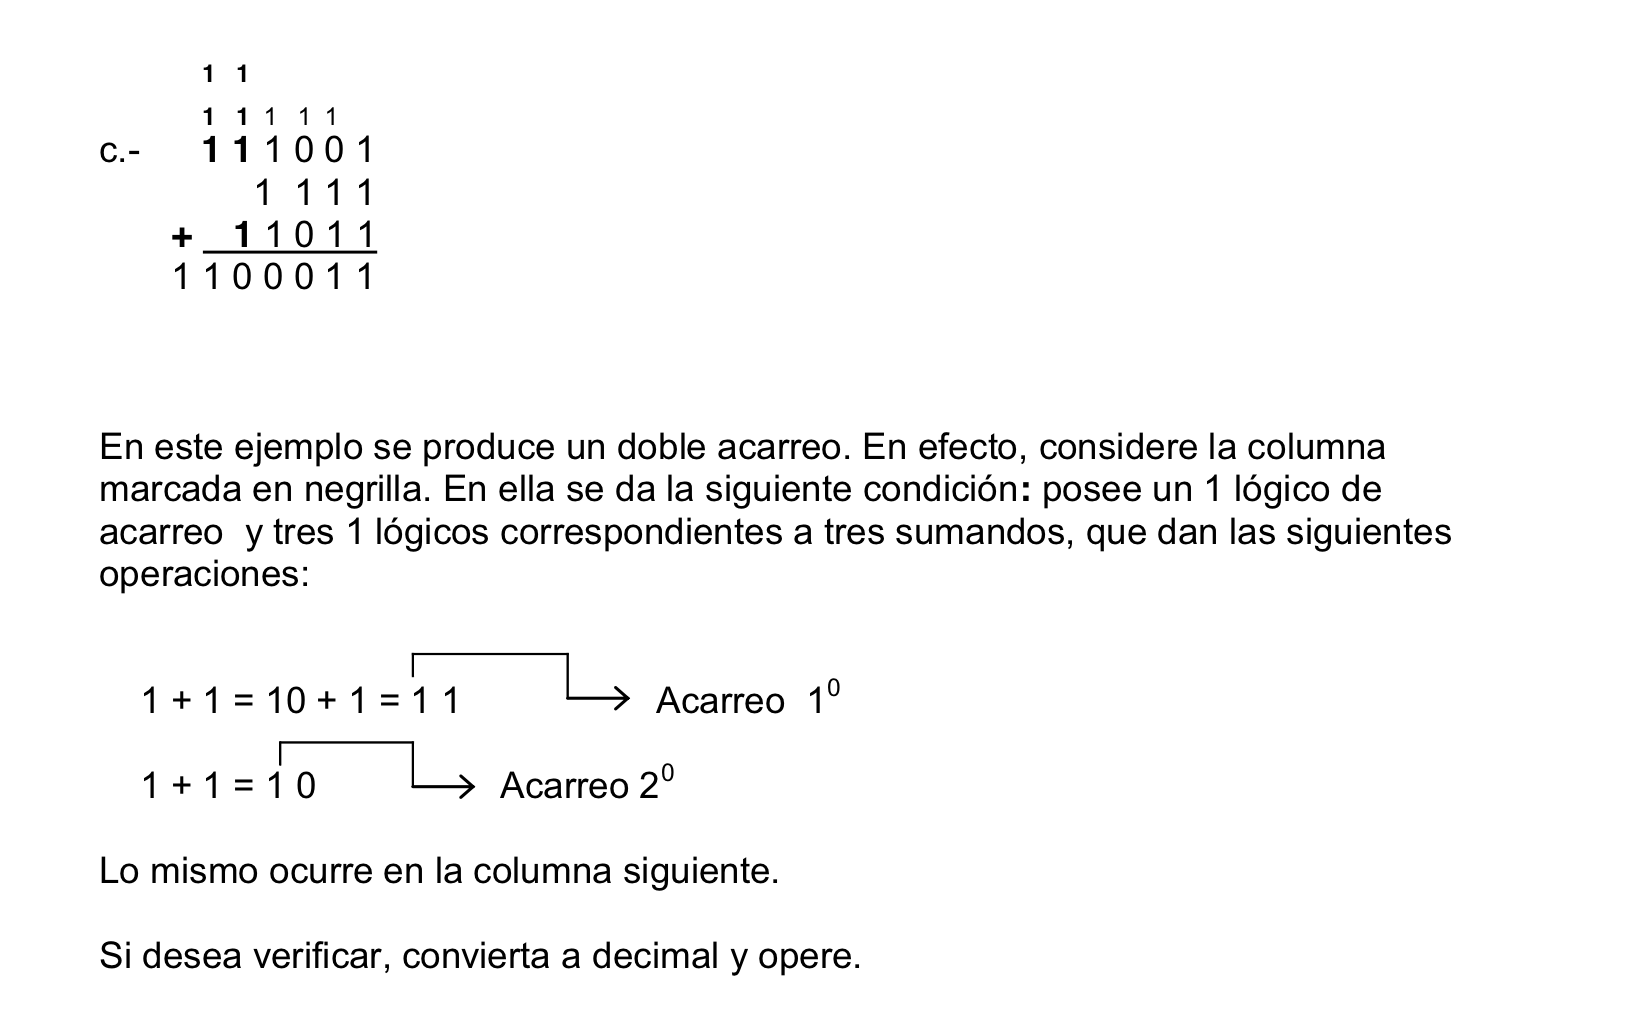 1 1
1 1 1 1 1
c.- 1 1 1 0 0 1
1 1 1 1
+ 1 1 0 1 1
1 1 0 0 0 1 1
En este ejemplo se produce un doble acarreo. En efecto, considere la columna
marcada en negrilla. En ella se da la siguiente condición: posee un 1 lógico de
acarreo y tres 1 lógicos correspondientes a tres sumandos, que dan las siguientes
operaciones:
1 + 1 = 10 + 1 = 1 1 Acarreo 1⁰
1 + 1 = 1 0 Acarreo 2⁰
Lo mismo ocurre en la columna siguiente.
Si desea verificar, convierta a decimal y opere.